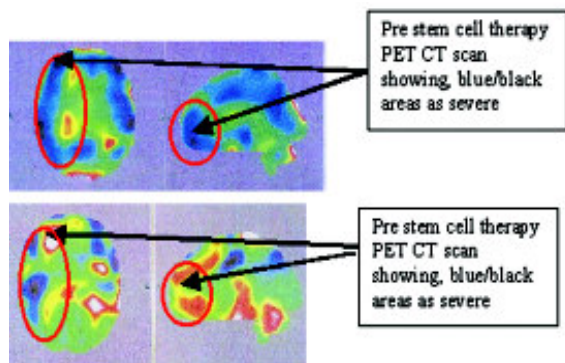 Pre stem cell therapy
PET CT scan
showing, blue/black
areas as severe
Pre stem cell therapy
PET CT scan
showing, blue/black
areas as severe